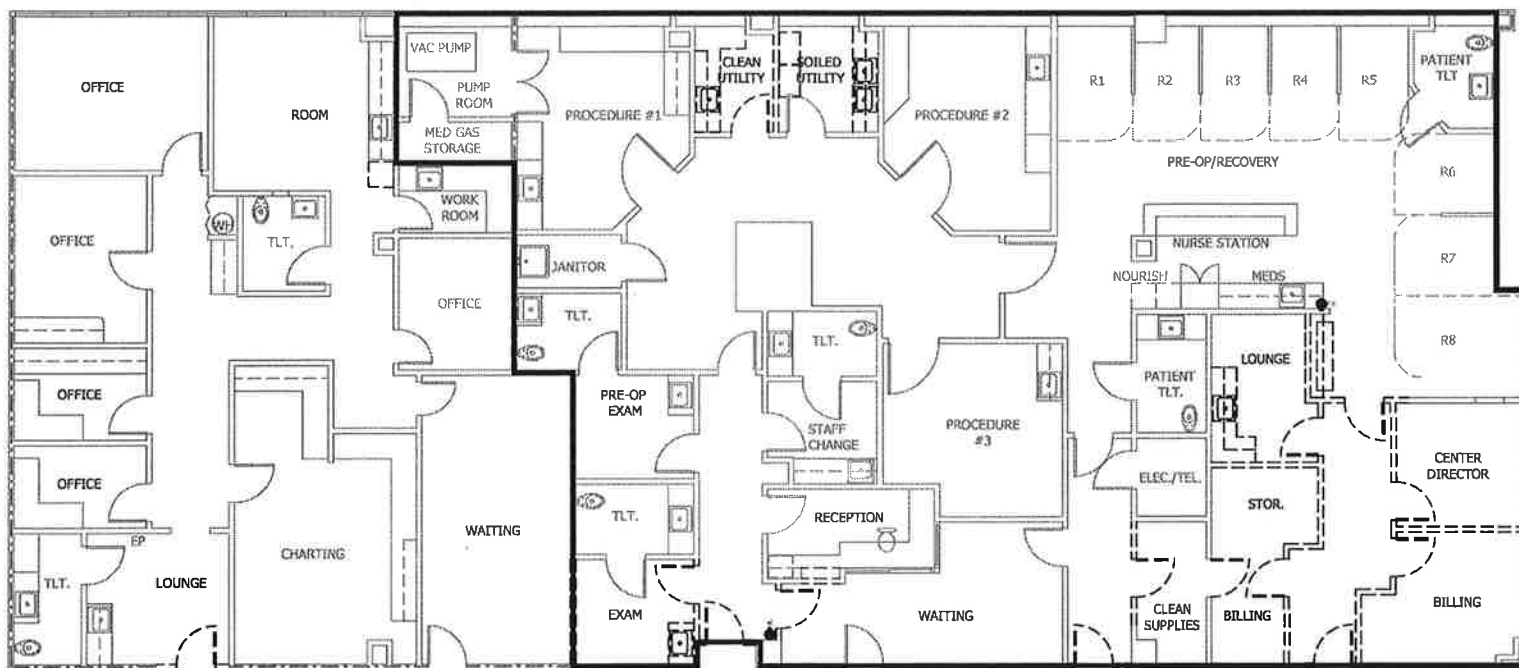 OFFICE
ROOM
VAC PUMP
PUMP
ROOM
MED GAS
STORAGE
PROCEDURE #1
CLEAN
UTILITY
SOILED
UTILITY
PROCEDURE #2
R1
R2
R3
R4
R5
PATIENT
TLT
PRE-OP/RECOVERY
R6
WORK
ROOM
WH
TLT.
OFFICE
NURSE STATION
R7
JANITOR
NOURISH
MEDS
OFFICE
TLT.
TLT.
LOUNGE
R8
PATIENT
TLT.
OFFICE
PRE-OP
EXAM
STAFF
CHANGE
PROCEDURE
#3
CENTER
DIRECTOR
OFFICE
ELEC./TEL.
STOR.
TLT.
RECEPTION
WAITING
EP
CHARTING
TLT.
LOUNGE
EXAM
WAITING
CLEAN
SUPPLIES
BILLING
BILLING